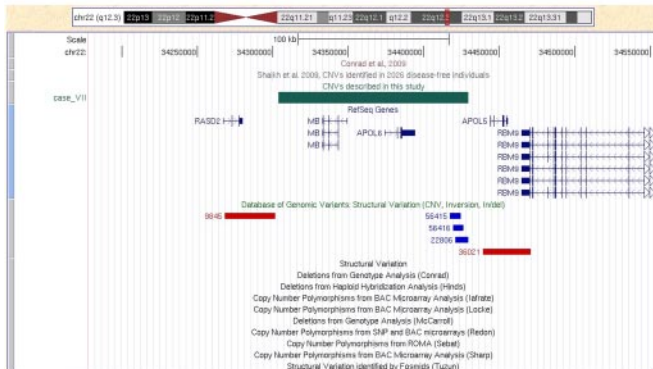 chr22 (q12.3) 22p13 22p12 22p11.2 22q11.21 q11.23 22q12.1 q12.2 22q12.3 22q13.1 22q13.2 22q13.31
Scale 100 kb
chr22: 34250000 34300000 34350000 34400000 34450000 34500000 34550000
Conrad et al, 2009
Shaikh et al. 2009, CNVs identified in 2026 disease-free individuals
CNVs described in this study
case_VII
RefSeq Genes
RASD2 MB APOL5
MB APOL6 RBM9
MB RBM9
RBM9
RBM9
RBM9
RBM9
Database of Genomic Variants: Structural Variation (CNV, Inversion, In/del)
9645 56415
56416
22806
36021
Structural Variation
Deletions from Genotype Analysis (Conrad)
Deletions from Haploid Hybridization Analysis (Hinds)
Copy Number Polymorphisms from BAC Microarray Analysis (Iafrate)
Copy Number Polymorphisms from BAC Microarray Analysis (Locke)
Deletions from Genotype Analysis (McCarroll)
Copy Number Polymorphisms from SNP and BAC microarrays (Redon)
Copy Number Polymorphisms from ROMA (Sebat)
Copy Number Polymorphisms from BAC Microarray Analysis (Sharp)
Structural Variation identified by Fosmids (Tuzun)